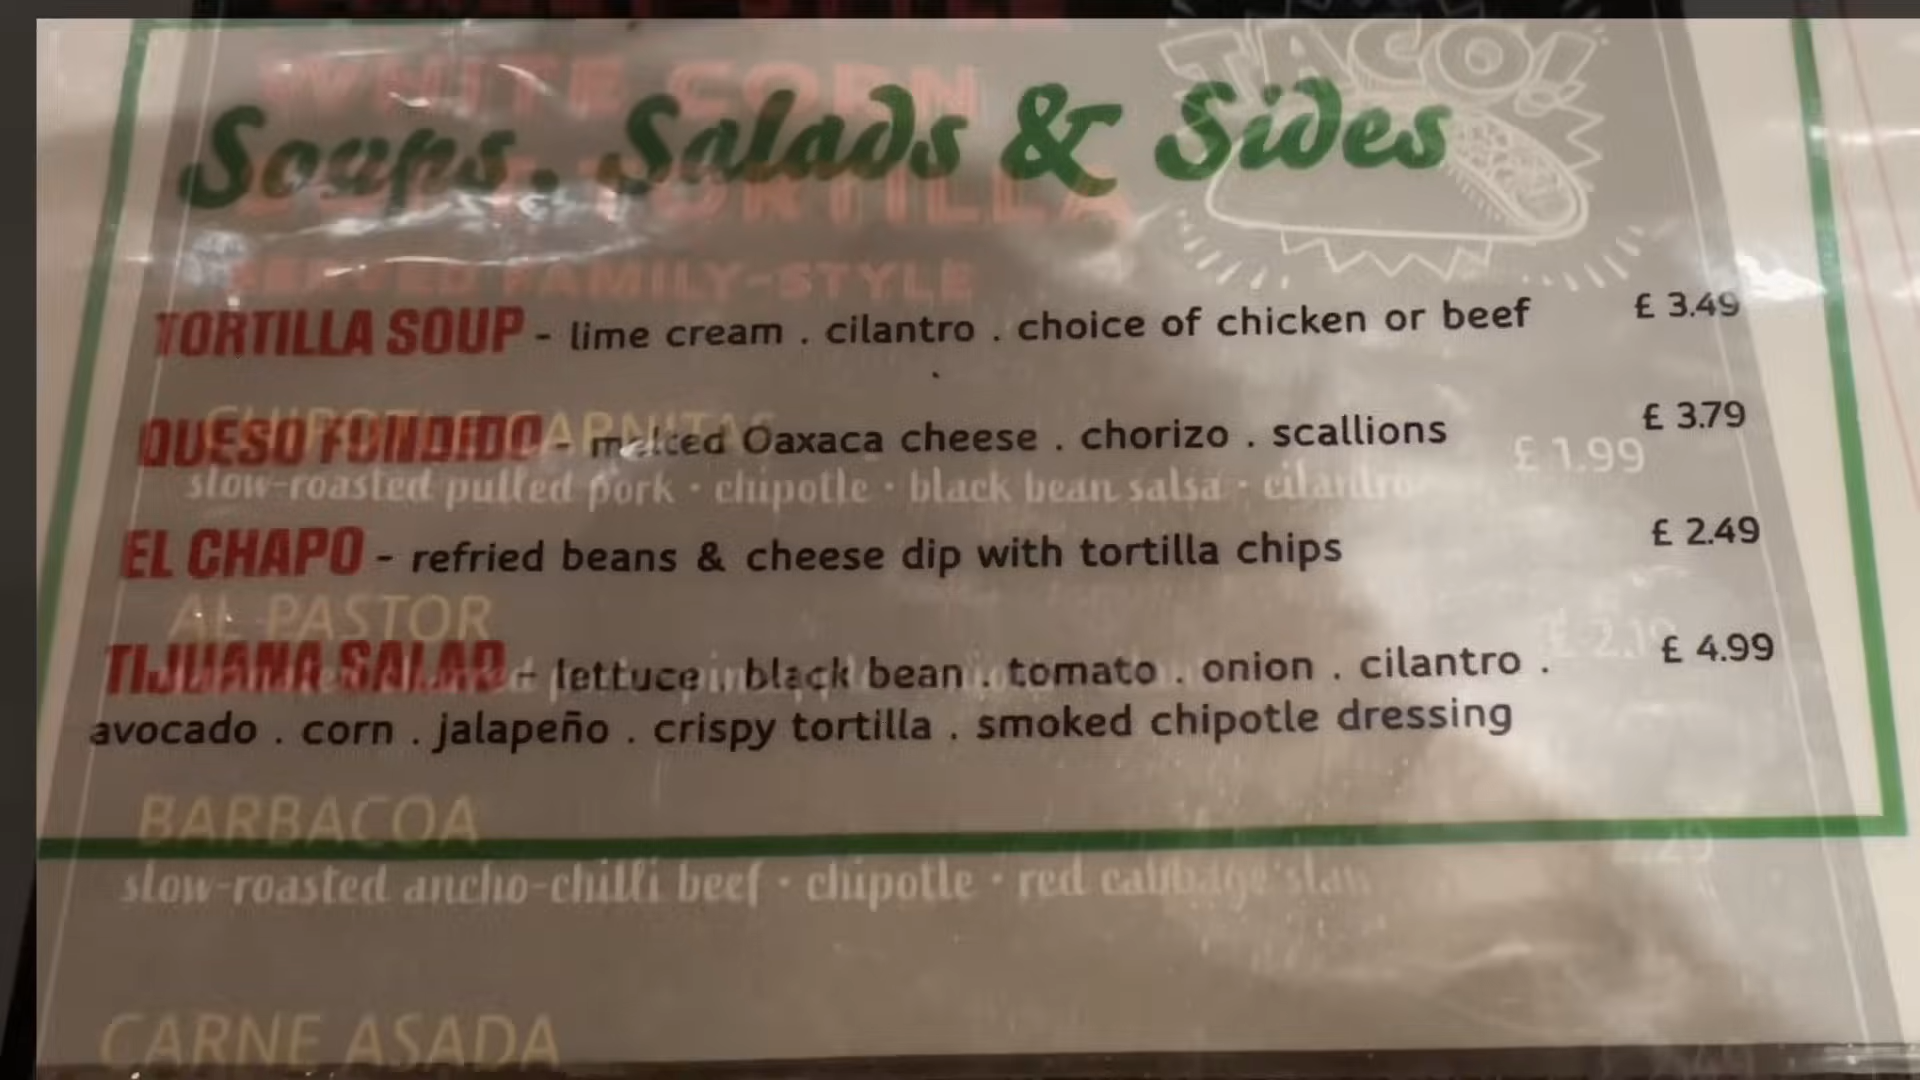 WHITE CORN
TACO!
Soups . Salads & Sides
TORTILLA
SERVED FAMILY-STYLE
TORTILLA SOUP - lime cream . cilantro . choice of chicken or beef £ 3.49
CHIPOTLE CARNITAS
QUESO FUNDIDO - melted Oaxaca cheese . chorizo . scallions £ 3.79
£ 1.99
slow-roasted pulled pork · chipotle · black bean salsa · cilantro
EL CHAPO - refried beans & cheese dip with tortilla chips £ 2.49
AL PASTOR
TIJUANA SALAD - lettuce . black bean . tomato . onion . cilantro . £ 4.99
avocado . corn . jalapeño . crispy tortilla . smoked chipotle dressing
BARBACOA
slow-roasted ancho-chilli beef · chipotle · red cabbage slaw
CARNE ASADA